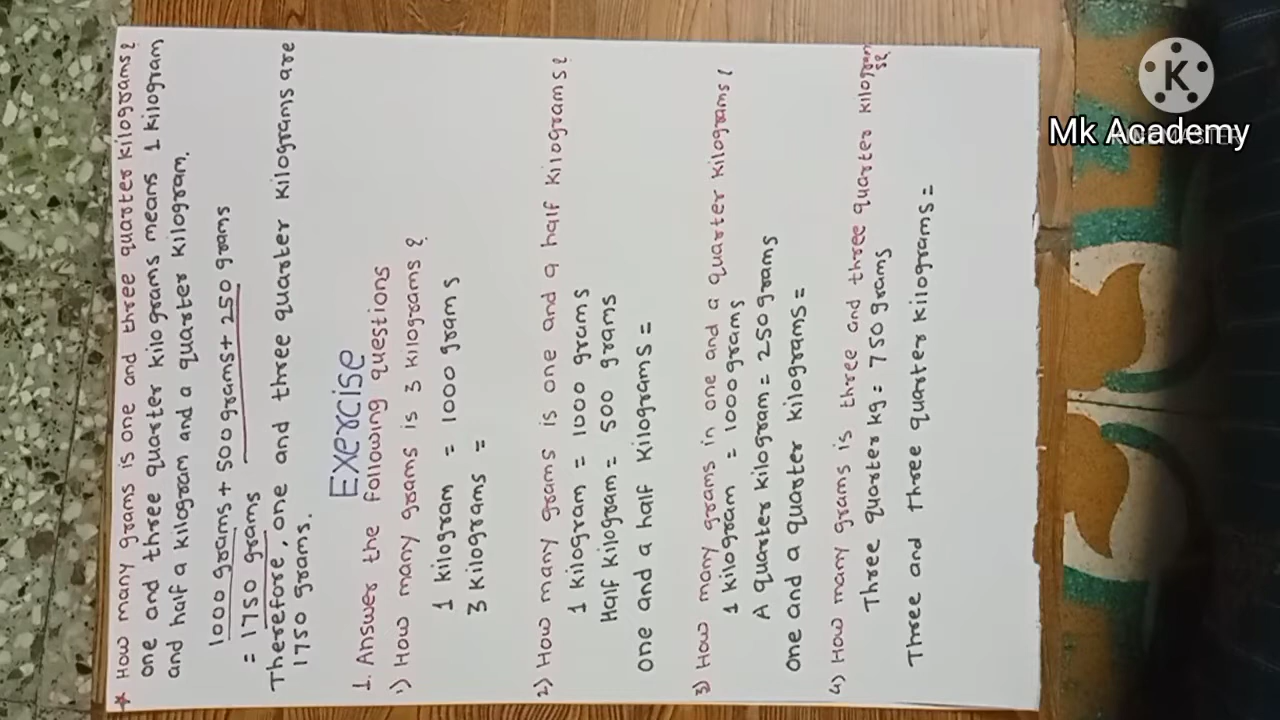 * How many grams is one and three quarter kilograms?
one and three quarter kilograms means 1 kilogram
and half a kilogram and a quarter kilogram.
1000 grams + 500 grams + 250 grams
= 1750 grams
Therefore, one and three quarter kilograms are
1750 grams.
Exercise
1. Answer the following questions
1) How many grams is 3 kilograms?
1 kilogram = 1000 grams
3 kilograms =
2) How many grams is one and a half kilograms?
1 kilogram = 1000 grams
Half kilogram = 500 grams
one and a half kilograms =
3) How many grams in one and a quarter kilograms?
1 kilogram = 1000 grams
A quarter kilogram = 250 grams
one and a quarter kilograms =
4) How many grams is three and three quarter kilograms?
Three quarter kg = 750 grams
Three and Three quarter kilograms =
K
Mk Academy
KINEMASTER